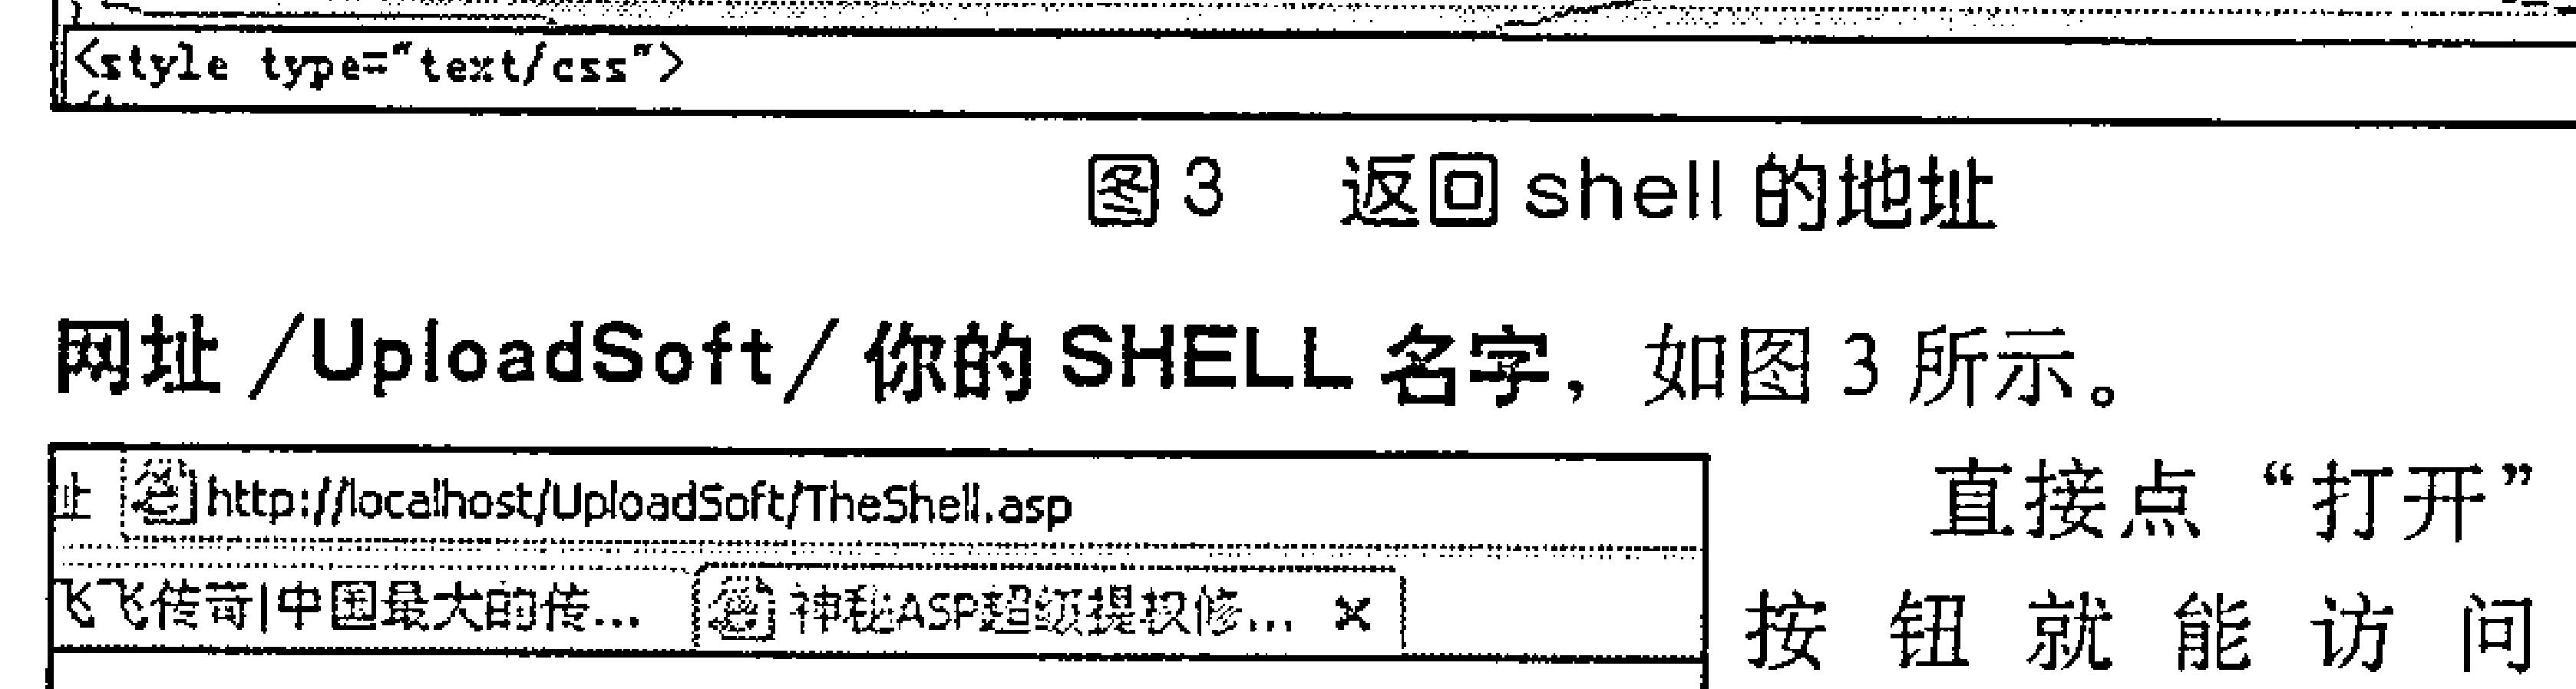 <style type="text/css">
图3 返回 shell 的地址
网址 /UploadSoft/ 你的 SHELL 名字，如图 3 所示。
址 http://localhost/UploadSoft/TheShell.asp
飞飞传奇|中国最大的传... 神秘ASP超级提权修... ×
直接点“打开”
按钮就能访问